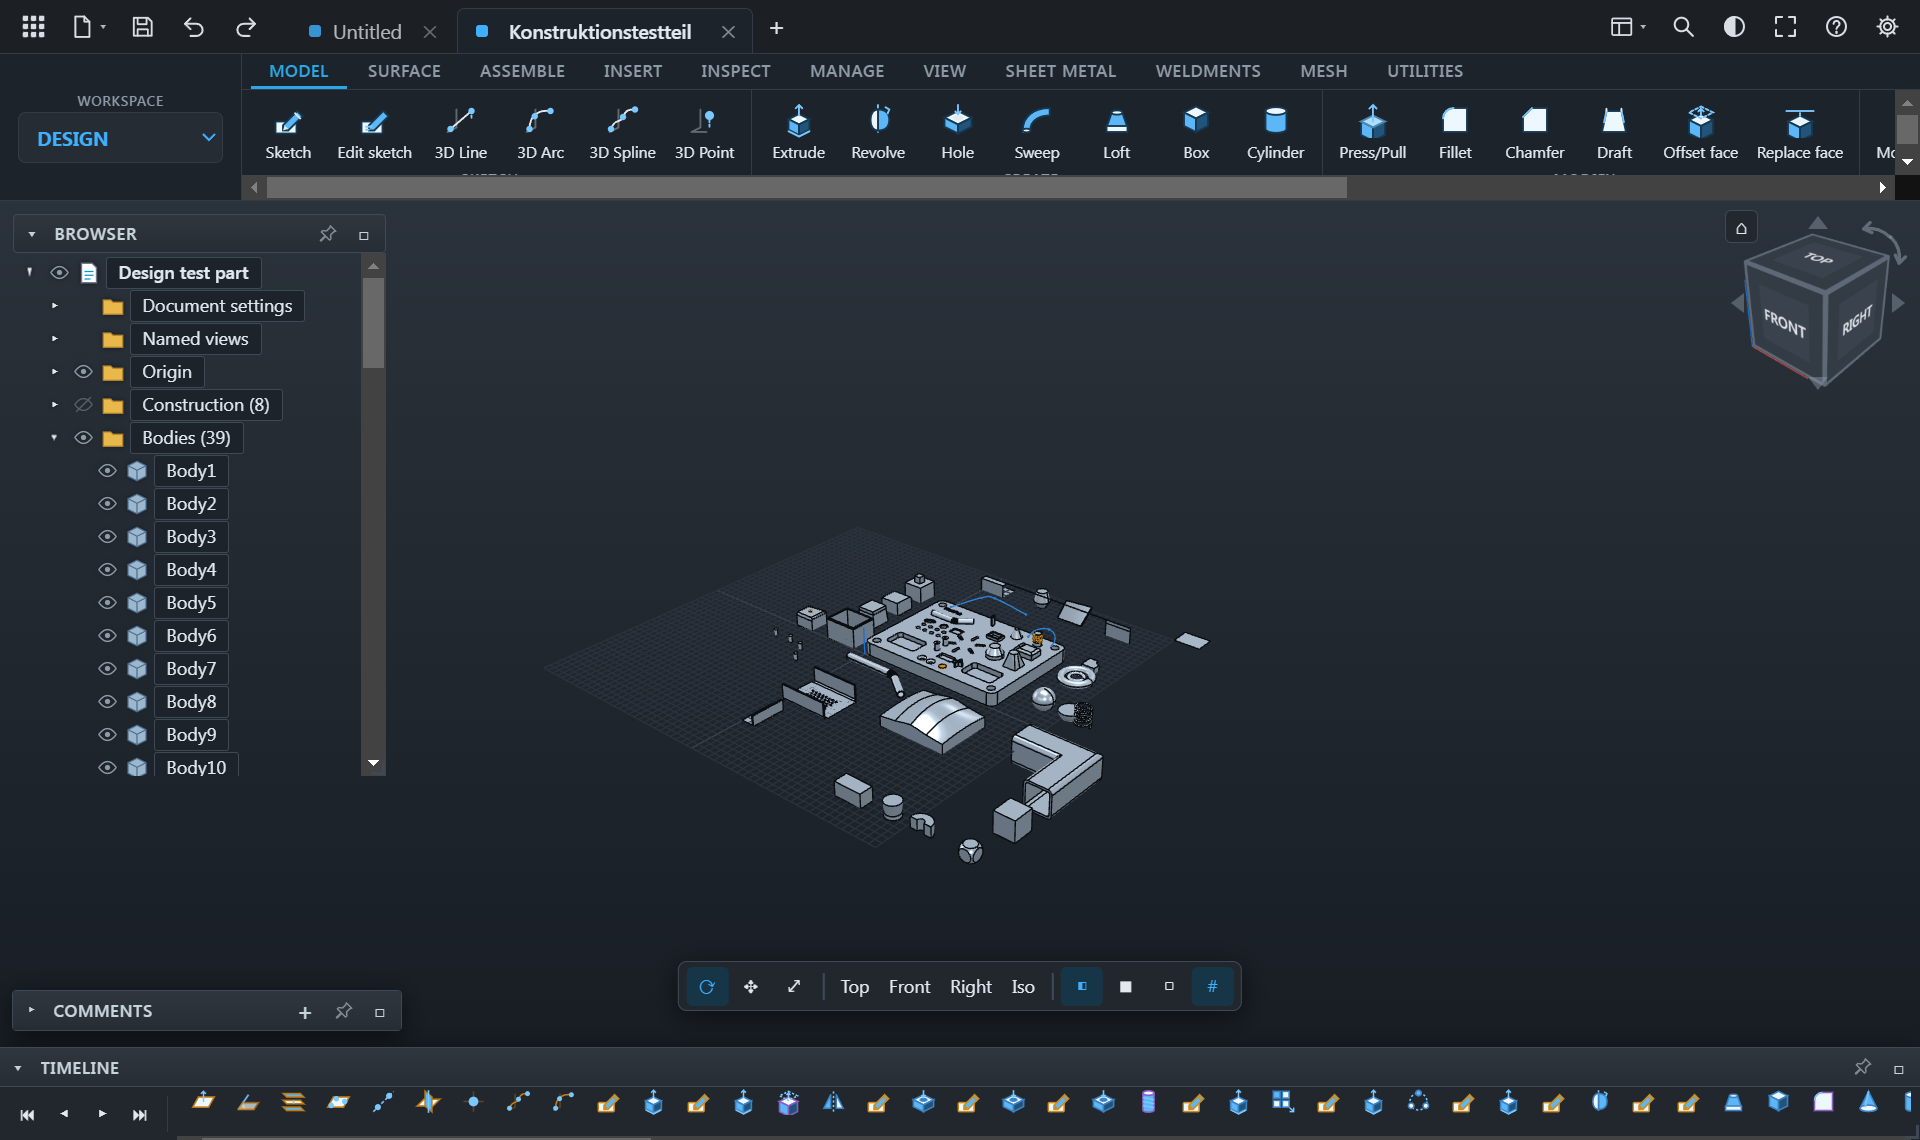 Untitled
Konstruktionstestteil
WORKSPACE
DESIGN
MODEL SURFACE ASSEMBLE INSERT INSPECT MANAGE VIEW SHEET METAL WELDMENTS MESH UTILITIES
Sketch Edit sketch 3D Line 3D Arc 3D Spline 3D Point Extrude Revolve Hole Sweep Loft Box Cylinder Press/Pull Fillet Chamfer Draft Offset face Replace face
BROWSER
Design test part
Document settings
Named views
Origin
Construction (8)
Bodies (39)
Body1
Body2
Body3
Body4
Body5
Body6
Body7
Body8
Body9
Body10
TOP
FRONT
RIGHT
Top Front Right Iso #
COMMENTS
TIMELINE